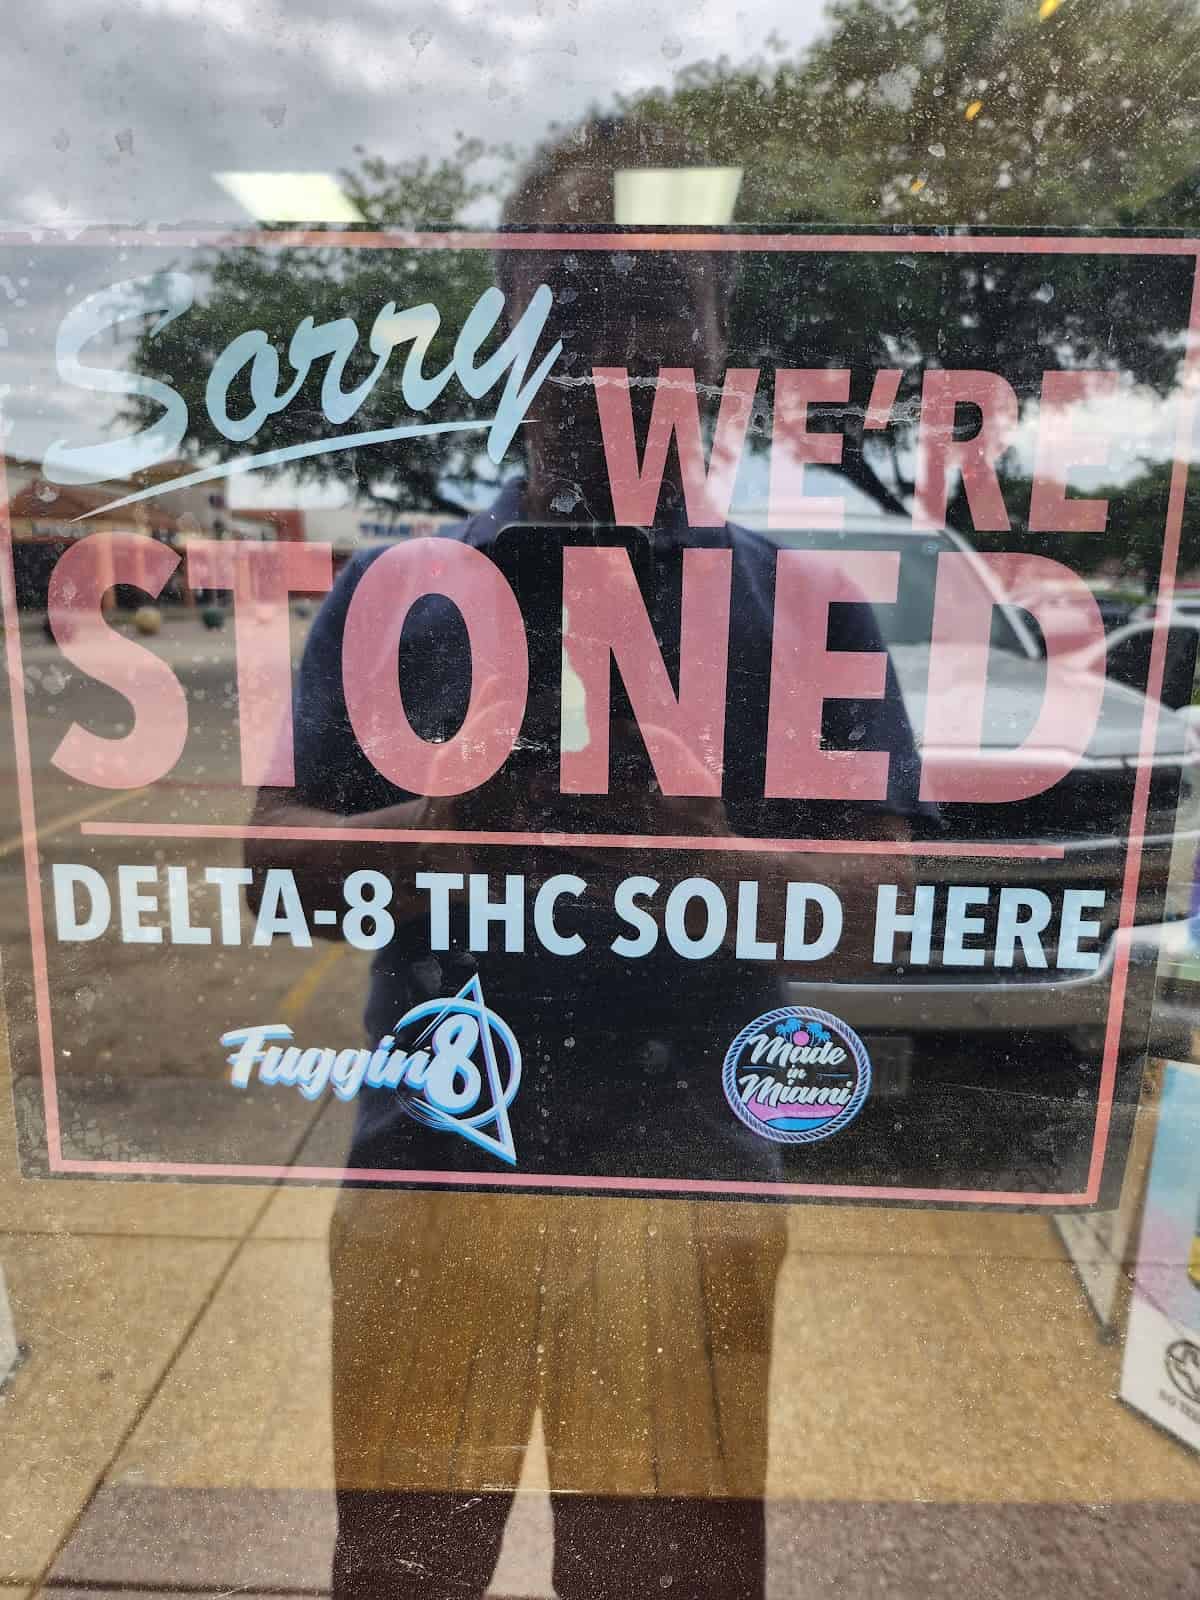 Sorry
WE'RE
STONED
DELTA-8 THC SOLD HERE
Fuggin8
Made
in
Miami